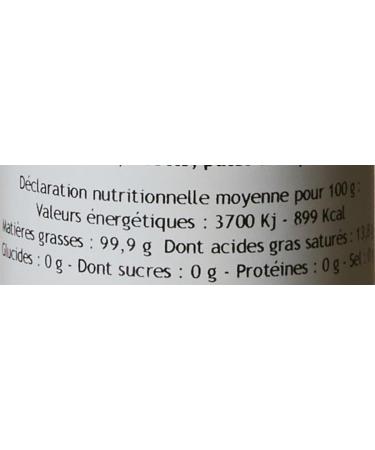 Déclaration nutritionnelle moyenne pour 100 g :
Valeurs énergétiques : 3700 Kj - 899 Kcal
Matières grasses : 99,9 g Dont acides gras saturés :
Glucides : 0 g - Dont sucres : 0 g - Protéines : 0 g - Sel :